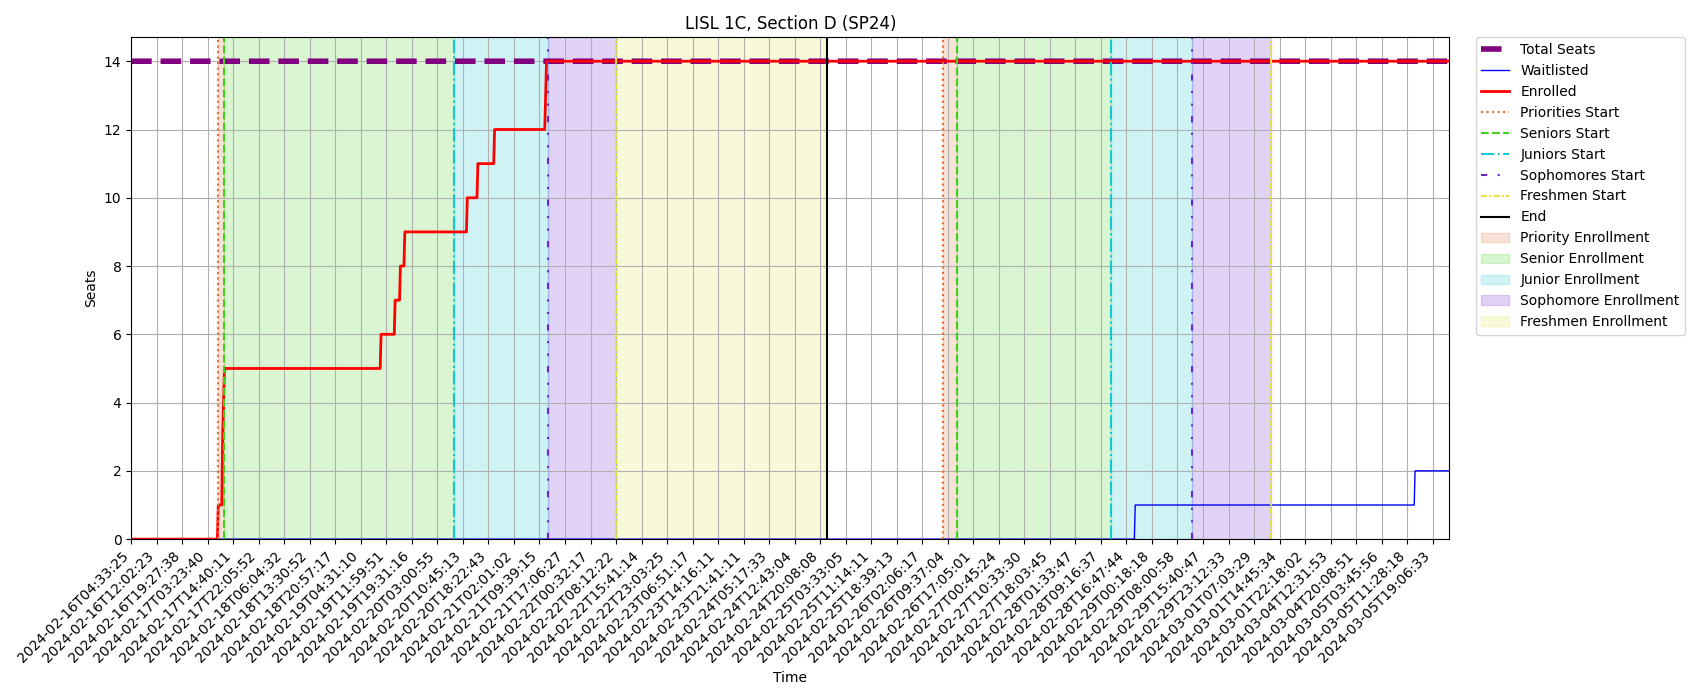 LISL 1C, Section D (SP24)
Seats
14
12
10
8
6
4
2
0
2024-02-16T04:33:25
2024-02-16T12:02:23
2024-02-16T19:27:38
2024-02-17T03:23:40
2024-02-17T14:40:11
2024-02-17T22:05:52
2024-02-18T06:04:32
2024-02-18T13:30:52
2024-02-18T20:57:17
2024-02-19T04:31:10
2024-02-19T11:59:51
2024-02-19T19:31:16
2024-02-20T03:00:55
2024-02-20T10:45:13
2024-02-20T18:22:43
2024-02-21T02:01:02
2024-02-21T09:39:15
2024-02-21T17:06:27
2024-02-22T00:32:17
2024-02-22T08:12:22
2024-02-22T15:41:14
2024-02-22T23:03:25
2024-02-23T06:51:17
2024-02-23T14:16:11
2024-02-23T21:41:11
2024-02-24T05:17:33
2024-02-24T12:43:04
2024-02-24T20:08:08
2024-02-25T03:33:05
2024-02-25T11:14:11
2024-02-25T18:39:13
2024-02-26T02:06:17
2024-02-26T09:37:04
2024-02-26T17:05:01
2024-02-27T00:45:24
2024-02-27T10:33:30
2024-02-27T18:03:45
2024-02-28T01:33:47
2024-02-28T09:16:37
2024-02-28T16:47:44
2024-02-29T00:18:18
2024-02-29T08:00:58
2024-02-29T15:40:47
2024-02-29T23:12:33
2024-03-01T07:03:29
2024-03-01T14:45:34
2024-03-01T22:18:02
2024-03-04T12:31:53
2024-03-04T20:08:51
2024-03-05T03:45:56
2024-03-05T11:28:18
2024-03-05T19:06:33
Time
Total Seats
Waitlisted
Enrolled
Priorities Start
Seniors Start
Juniors Start
Sophomores Start
Freshmen Start
End
Priority Enrollment
Senior Enrollment
Junior Enrollment
Sophomore Enrollment
Freshmen Enrollment